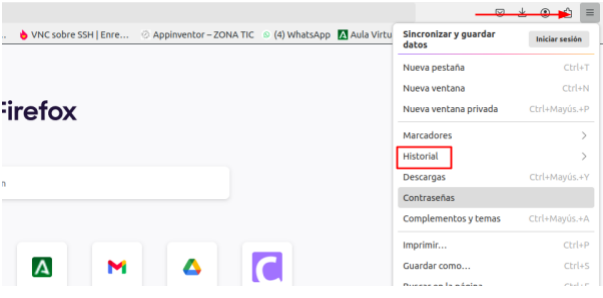 VNC sobre SSH | Enre...
Appinventor – ZONA TIC
(4) WhatsApp
Aula Virtu
Sincronizar y guardar
datos
Iniciar sesión
Nueva pestaña Ctrl+T
Nueva ventana Ctrl+N
Nueva ventana privada Ctrl+Mayús.+P
Marcadores
Historial
Descargas Ctrl+Mayús.+Y
Contraseñas
Complementos y temas Ctrl+Mayús.+A
Imprimir... Ctrl+P
Guardar como... Ctrl+S
Firefox